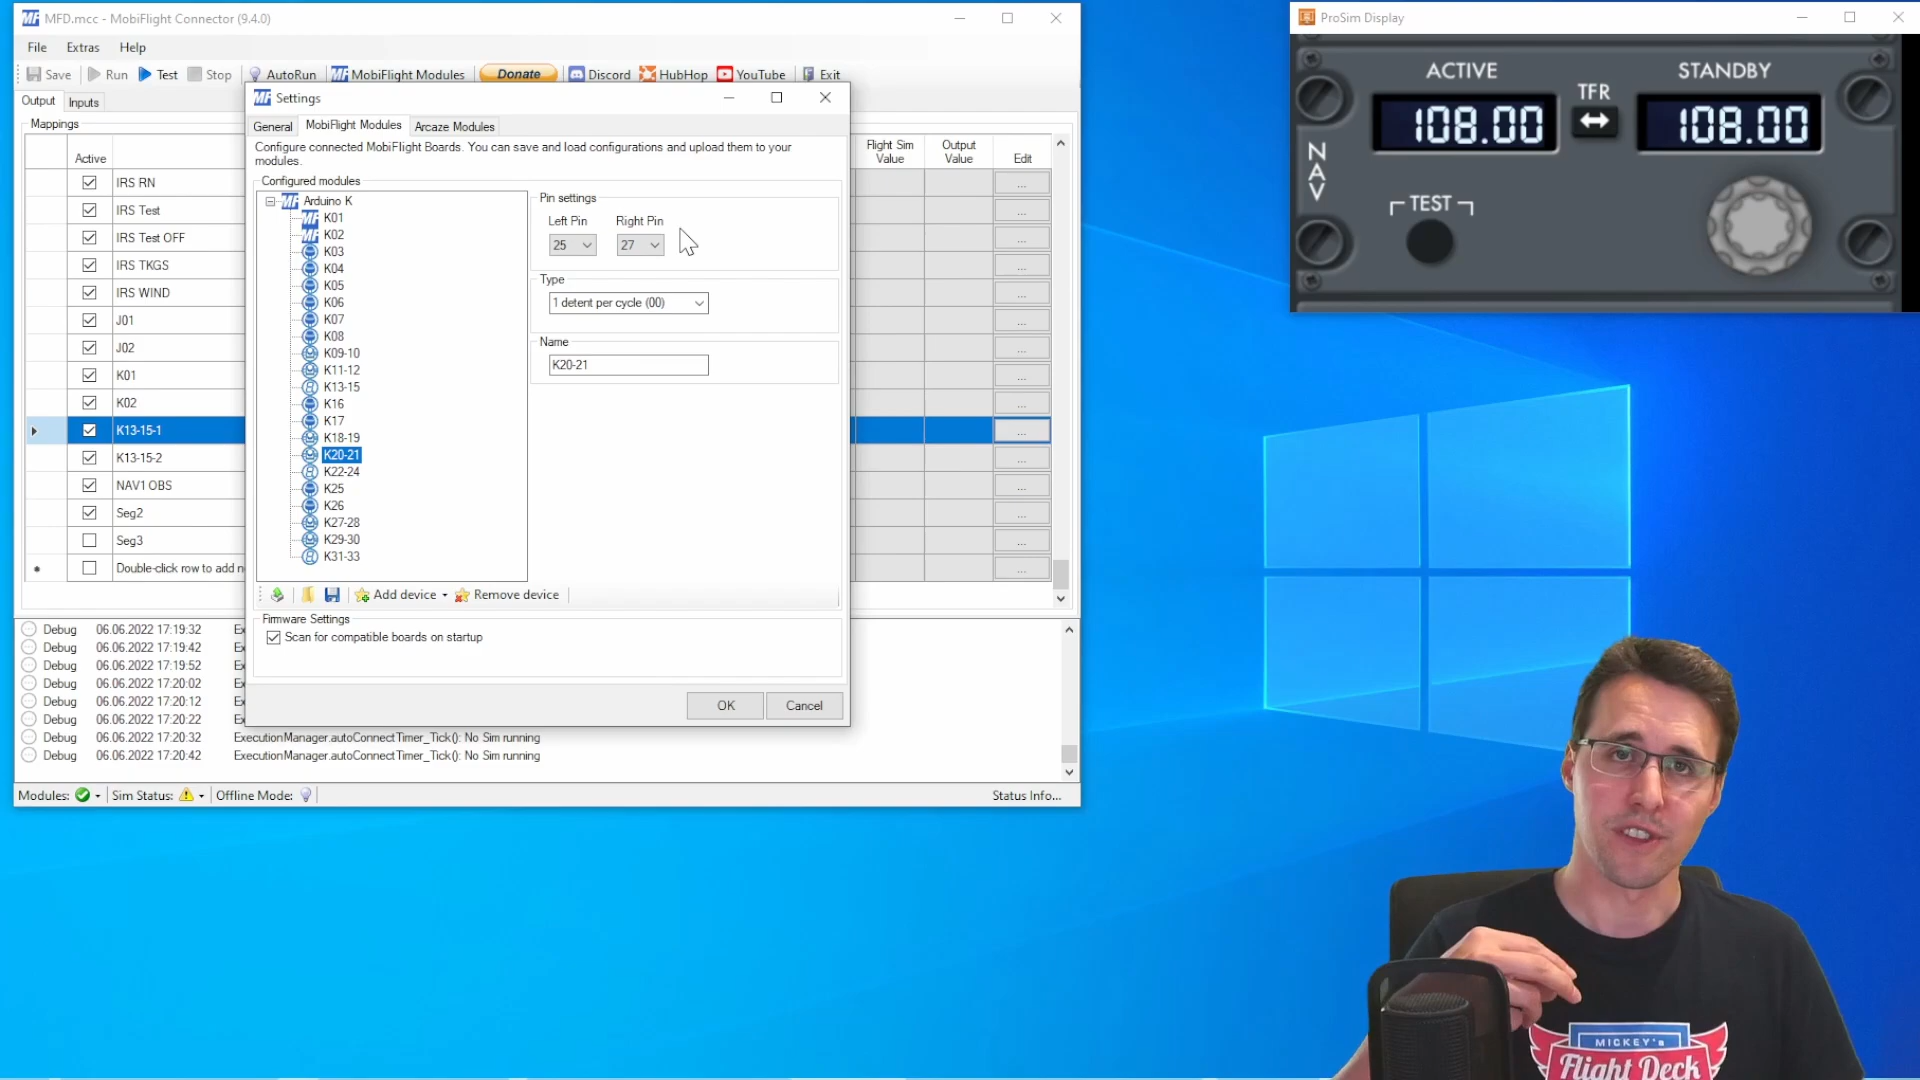 MFD.mcc - MobiFlight Connector (9.4.0)
File Extras Help
Save Run Test Stop AutoRun MobiFlight Modules Donate Discord HubHop YouTube Exit
Output Inputs
Mappings
Active
Flight Sim Value
Output Value
Edit
IRS RN
IRS Test
IRS Test OFF
IRS TKGS
IRS WIND
J01
J02
K01
K02
K13-15-1
K13-15-2
NAV1 OBS
Seg2
Seg3
Double-click row to add n
Settings
General MobiFlight Modules Arcaze Modules
Configure connected MobiFlight Boards. You can save and load configurations and upload them to your
modules.
Configured modules
Arduino K
K01
K02
K03
K04
K05
K06
K07
K08
K09-10
K11-12
K13-15
K16
K17
K18-19
K20-21
K22-24
K25
K26
K27-28
K29-30
K31-33
Pin settings
Left Pin Right Pin
25 27
Type
1 detent per cycle (00)
Name
K20-21
Add device Remove device
Firmware Settings
Scan for compatible boards on startup
OK Cancel
Debug 06.06.2022 17:19:32 Ex
Debug 06.06.2022 17:19:42 Ex
Debug 06.06.2022 17:19:52 Ex
Debug 06.06.2022 17:20:02 Ex
Debug 06.06.2022 17:20:12 Ex
Debug 06.06.2022 17:20:22 Ex
Debug 06.06.2022 17:20:32 ExecutionManager.autoConnectTimer_Tick(): No Sim running
Debug 06.06.2022 17:20:42 ExecutionManager.autoConnectTimer_Tick(): No Sim running
Modules: Sim Status: Offline Mode: Status Info...
ProSim Display
ACTIVE STANDBY
TFR
108.00 108.00
NAV
TEST
MICKEY's
Flight Deck